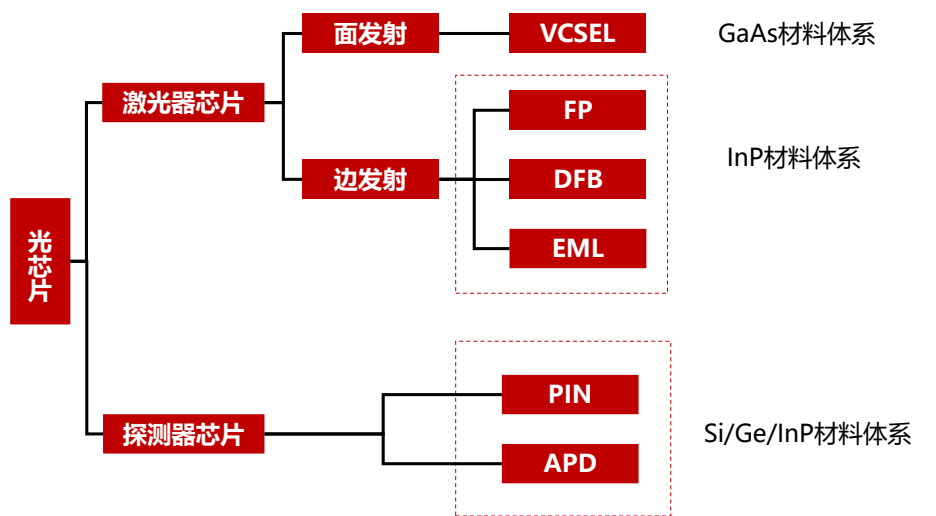 面发射
VCSEL
GaAs材料体系
激光器芯片
FP
InP材料体系
边发射
DFB
EML
光芯片
PIN
探测器芯片
Si/Ge/InP材料体系
APD